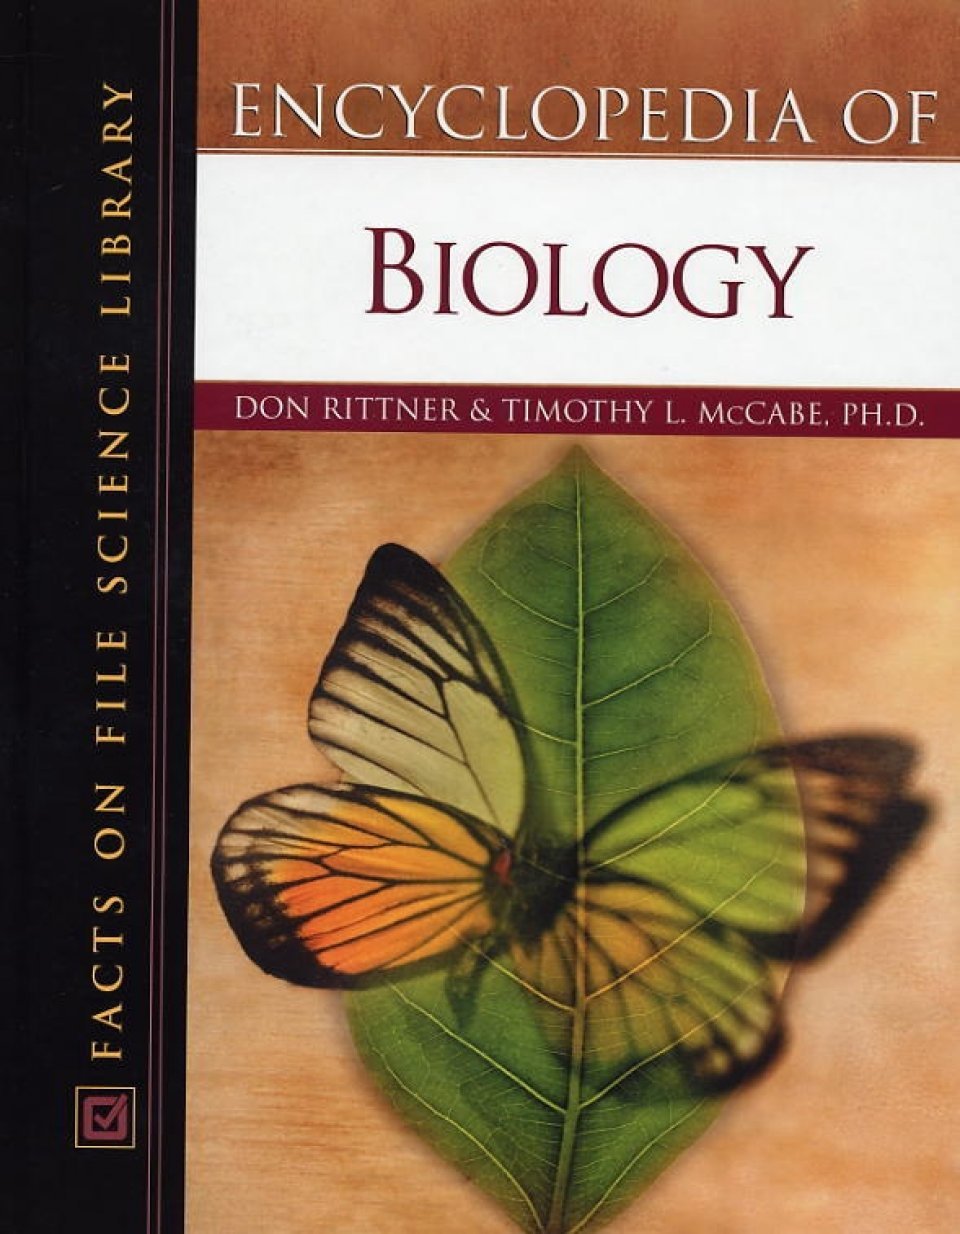 ENCYCLOPEDIA OF
BIOLOGY
DON RITTNER & TIMOTHY L. MCCABE, PH.D.
FACTS ON FILE SCIENCE LIBRARY